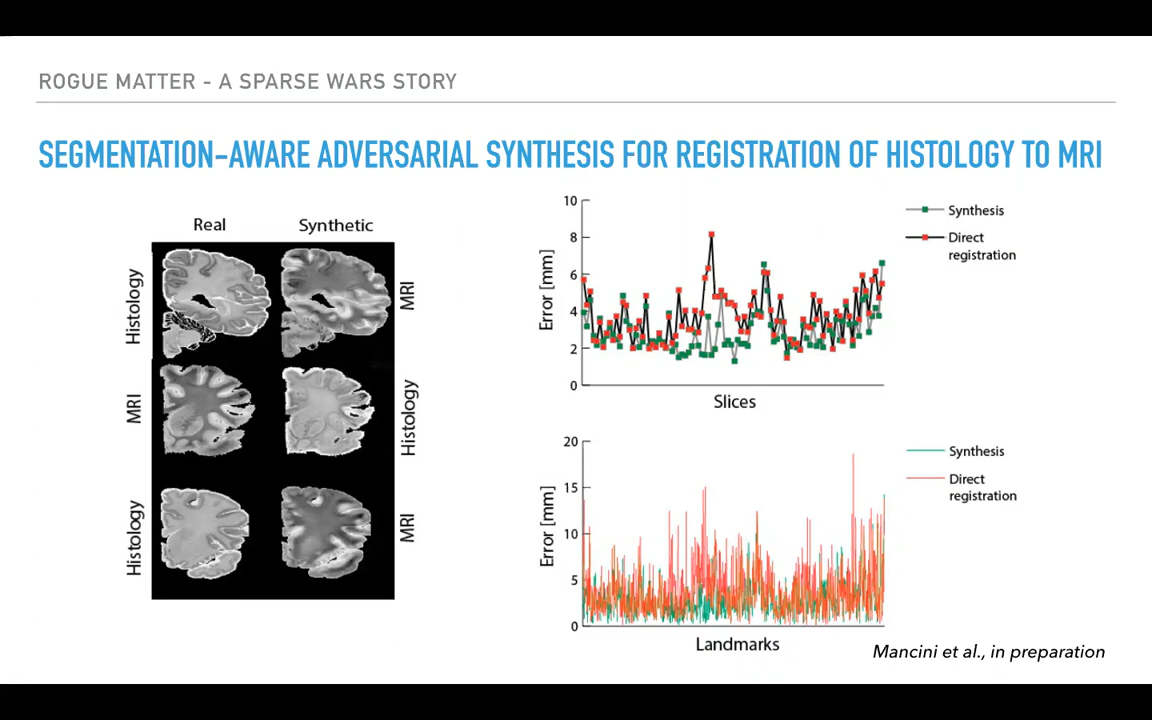 ROGUE MATTER - A SPARSE WARS STORY
SEGMENTATION-AWARE ADVERSARIAL SYNTHESIS FOR REGISTRATION OF HISTOLOGY TO MRI
Real
Synthetic
Histology
MRI
MRI
Histology
Histology
MRI
10
8
6
4
2
0
Error [mm]
Slices
Synthesis
Direct
registration
20
15
10
5
0
Error [mm]
Landmarks
Synthesis
Direct
registration
Mancini et al., in preparation